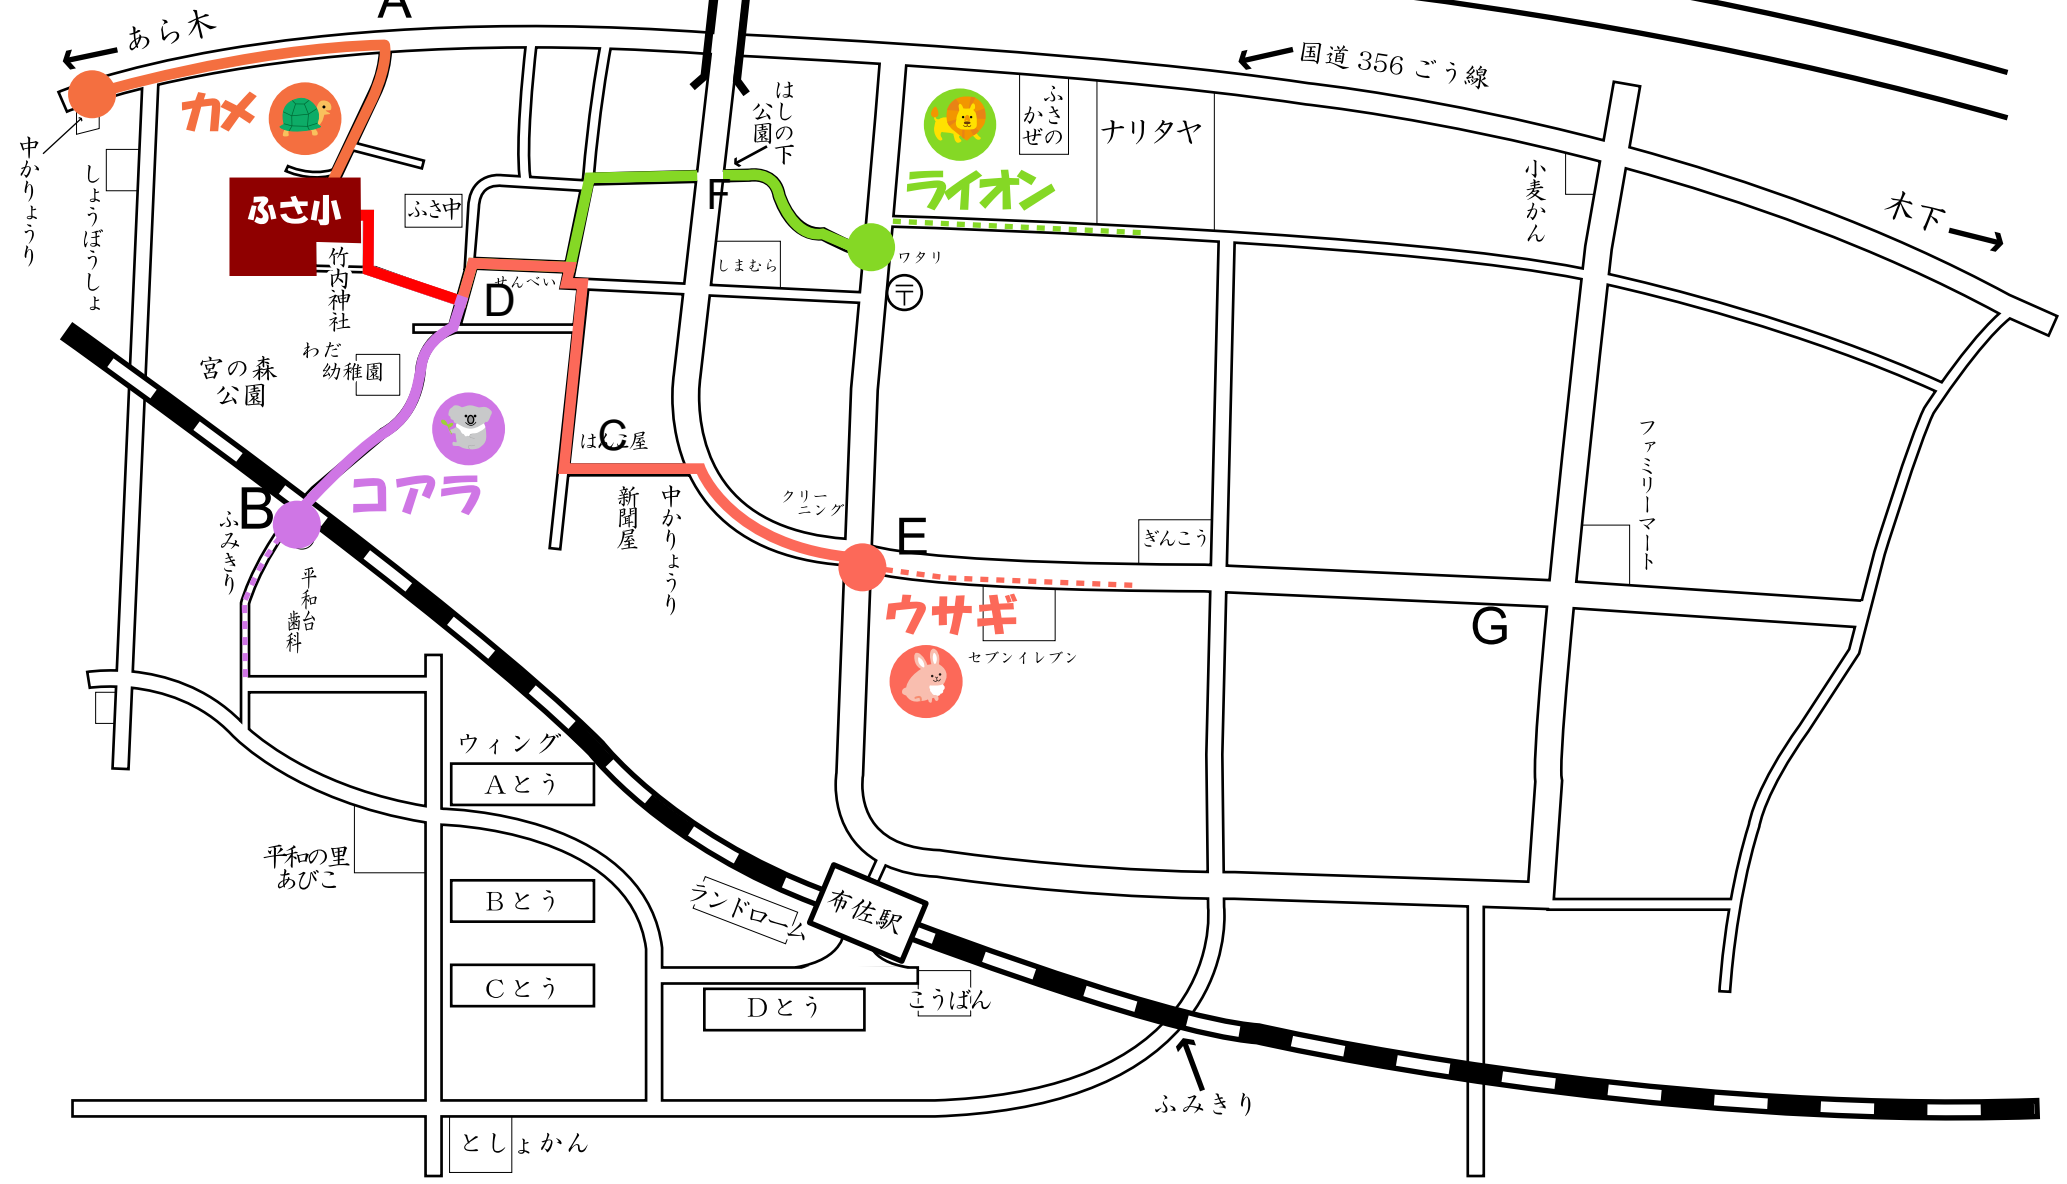 A
あら木
国道 356 ごう線
木下
中かりょうり
しょうぼうしょ
カメ
ふさ小
竹内神社
ふさ中
はしの下
公園
F
ライオン
ふさの
かぜ
ナリタヤ
小麦かん
しまむら
ワタリ
〒
せんべい
D
わだ
幼稚園
宮の森
公園
コアラ
B
ふみきり
平和台
歯科
はんこ屋
C
新聞屋
中かりょうり
クリー
ニング
E
ウサギ
セブンイレブン
ぎんこう
ファミリーマート
G
ウィング
Aとう
Bとう
Cとう
Dとう
平和の里
あびこ
ランドローム
布佐駅
こうばん
ふみきり
としょかん